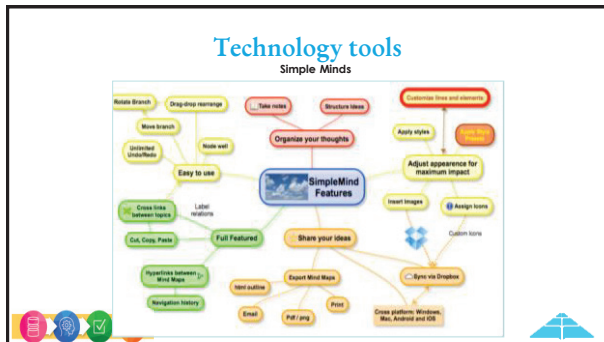 Technology tools
Simple Minds
Rotate Branch
Drag-drop rearrange
Move branch
Unlimited
Undo/Redo
Node well
Easy to use
Take notes
Structure ideas
Organize your thoughts
Customize lines and elements
Apply styles
Apple Style
Adjust appearence for
maximum impact
Insert Images
Assign Icons
Custom Icons
SimpleMind
Features
Cross links
between topics
Label
relations
Cut, Copy, Paste
Full Featured
Hyperlinks between
Mind Maps
Navigation history
Share your ideas
Export Mind Maps
html outline
Email
Pdf / png
Print
Sync via Dropbox
Cross platform: Windows,
Mac, Android and iOS